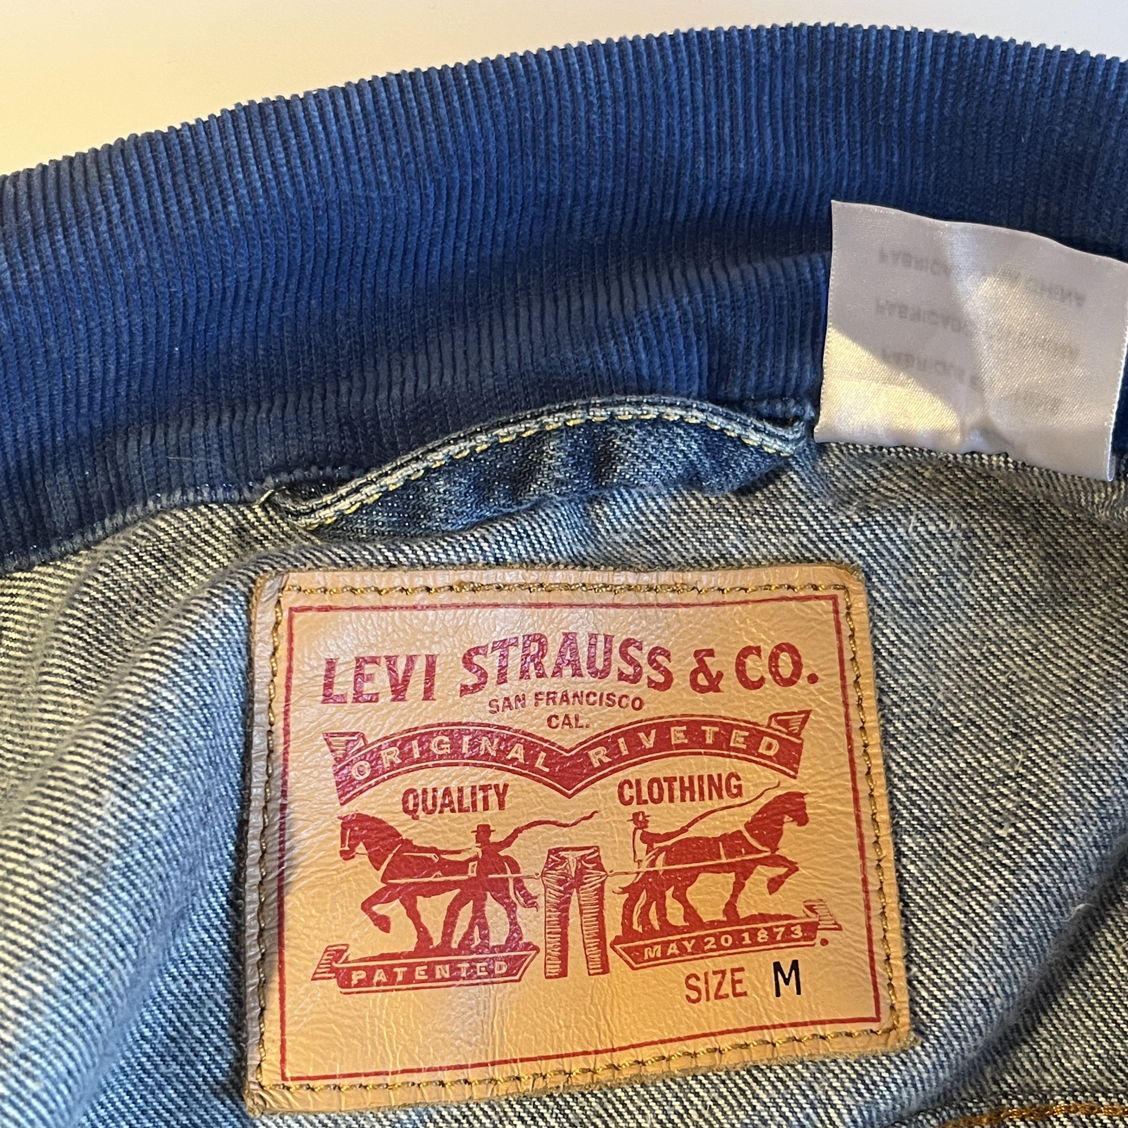 LEVI STRAUSS & CO.
SAN FRANCISCO
CAL.
ORIGINAL RIVETED
QUALITY CLOTHING
PATENTED
MAY 20 1873
SIZE M